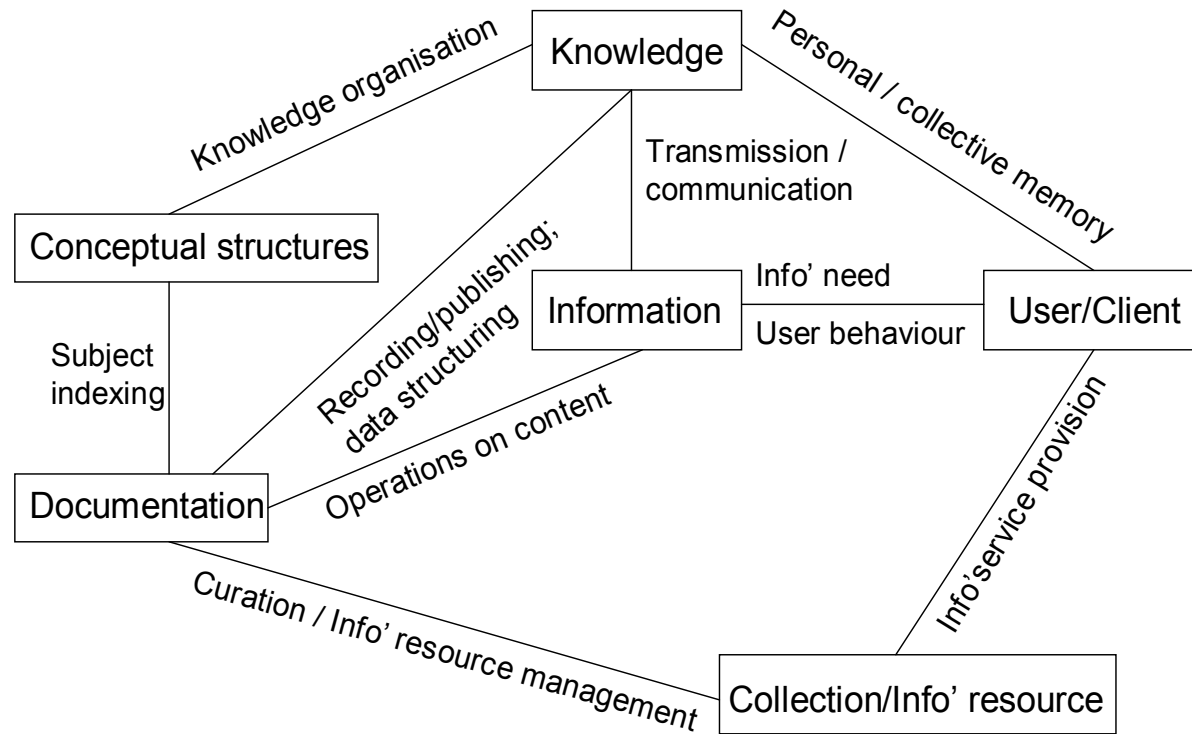 Knowledge
Knowledge organisation
Personal / collective memory
Transmission /
communication
Conceptual structures
Recording/publishing;
data structuring
Information
Info’ need
User behaviour
User/Client
Subject
indexing
Operations on content
Documentation
Info’service provision
Curation / Info’ resource management
Collection/Info’ resource